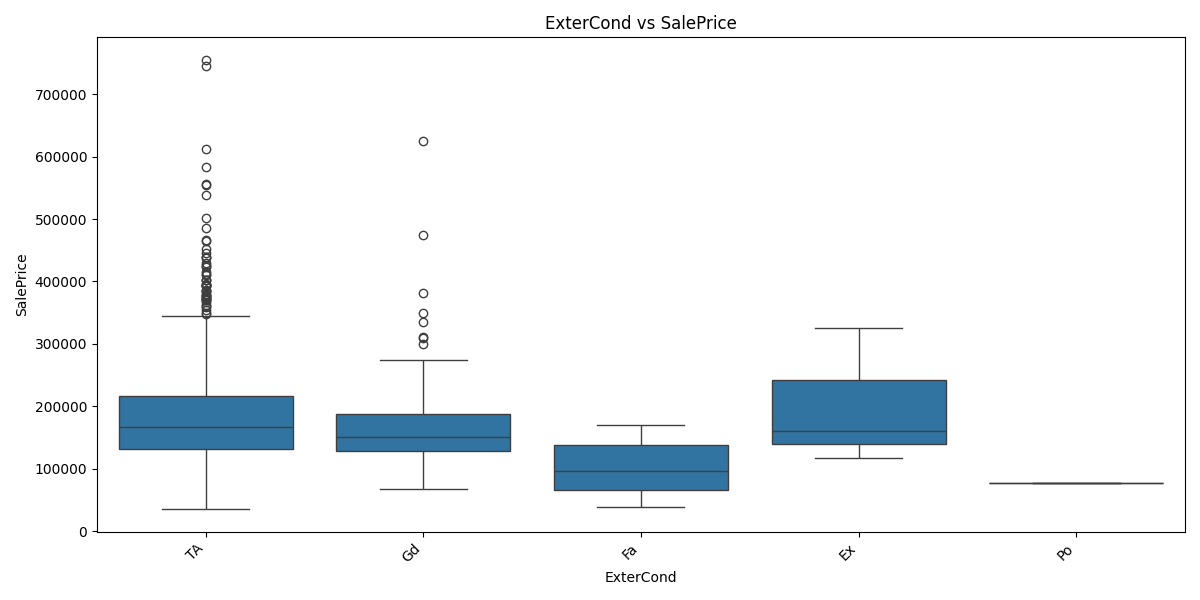 ExterCond vs SalePrice
700000
600000
500000
400000
300000
200000
100000
0
SalePrice
TA
Gd
Fa
Ex
Po
ExterCond